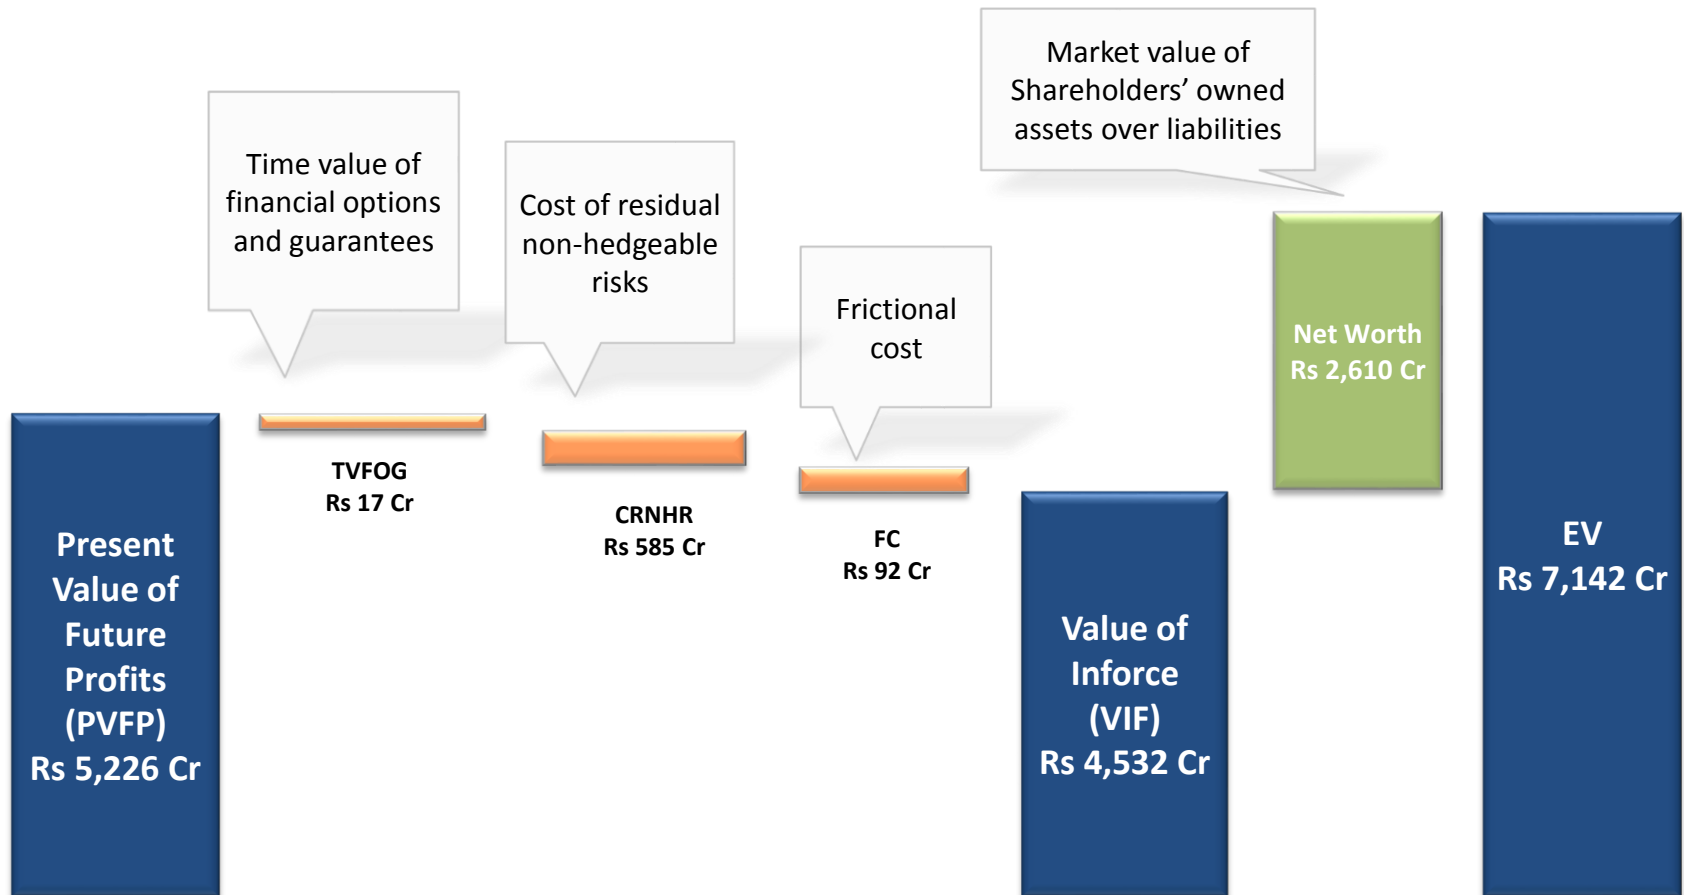 Market value of
Shareholders’ owned
assets over liabilities
Time value of
financial options
and guarantees
Cost of residual
non-hedgeable
risks
Frictional
cost
Net Worth
Rs 2,610 Cr
TVFOG
Rs 17 Cr
CRNHR
Rs 585 Cr
FC
Rs 92 Cr
Present
Value of
Future
Profits
(PVFP)
Rs 5,226 Cr
Value of
Inforce
(VIF)
Rs 4,532 Cr
EV
Rs 7,142 Cr